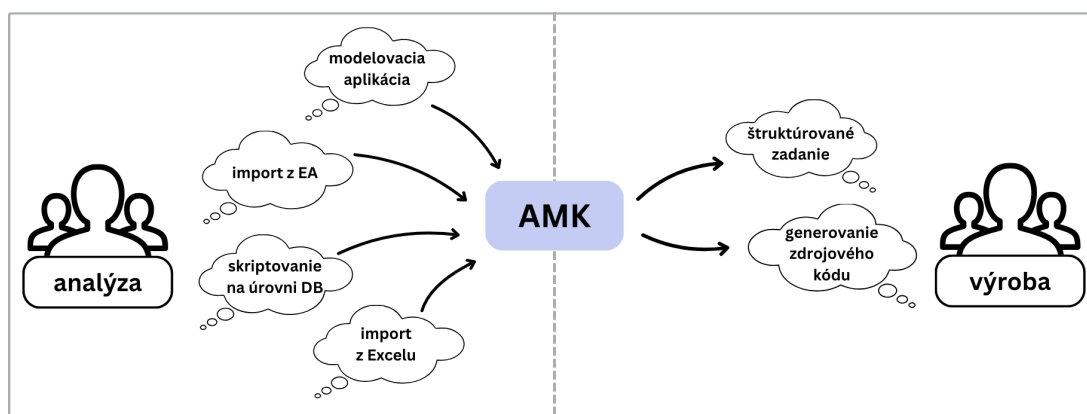 modelovacia
aplikácia
import z EA
skriptovanie
na úrovni DB
import
z Excelu
analýza
AMK
štruktúrované
zadanie
generovanie
zdrojového
kódu
výroba